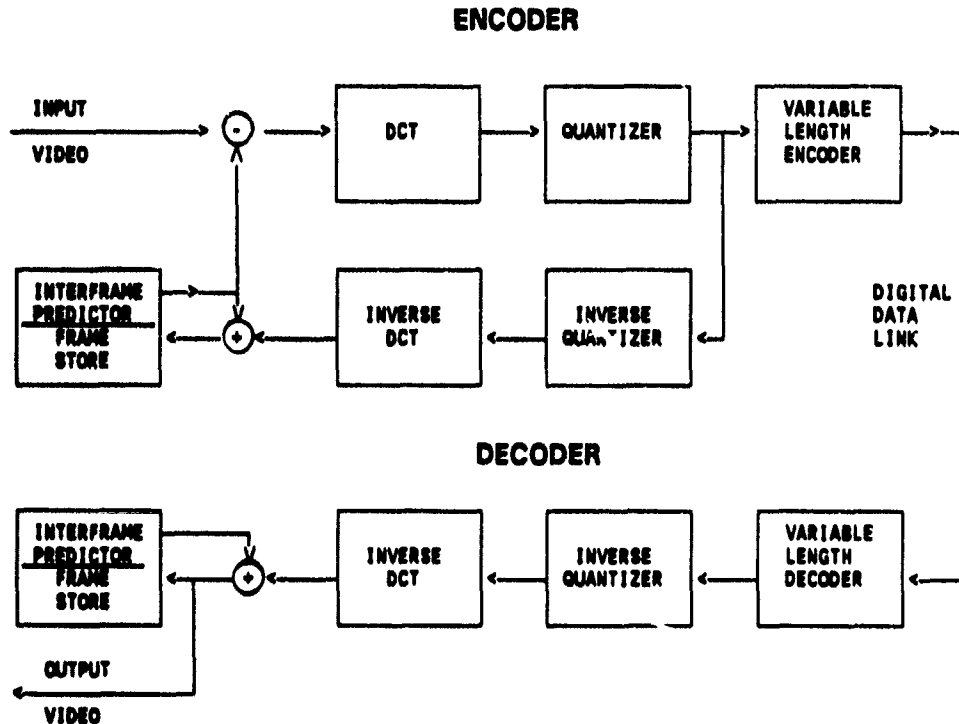 ENCODER
INPUT
VIDEO
-
DCT
QUANTIZER
VARIABLE
LENGTH
ENCODER
INTERFRAME
PREDICTOR
FRAME
STORE
+
INVERSE
DCT
INVERSE
QUANTIZER
DIGITAL
DATA
LINK
DECODER
INTERFRAME
PREDICTOR
FRAME
STORE
+
INVERSE
DCT
INVERSE
QUANTIZER
VARIABLE
LENGTH
DECODER
OUTPUT
VIDEO